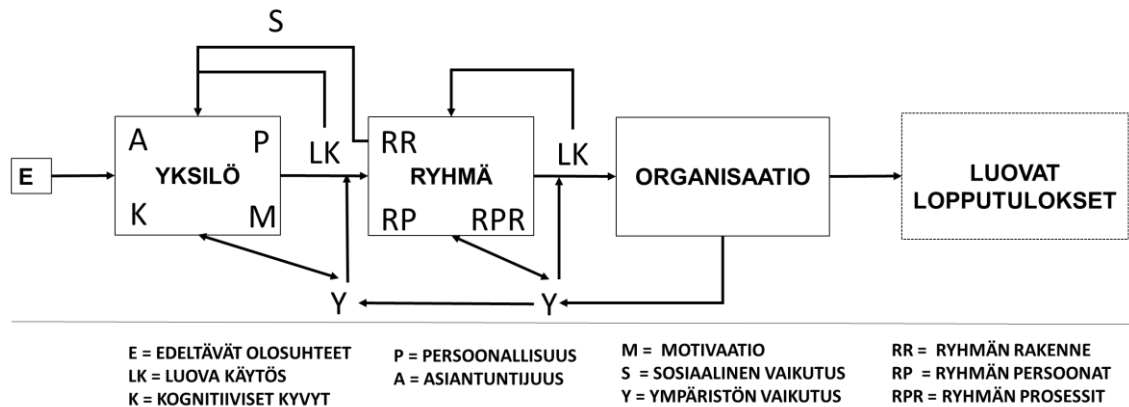 S
A P
LK
RR
LK
E
YKSILÖ
RYHMÄ
ORGANISAATIO
LUOVAT
LOPPUTULOKSET
K M
RP RPR
Y
Y
E = EDELTÄVÄT OLOSUHTEET
LK = LUOVA KÄYTÖS
K = KOGNITIIVISET KYVYT
P = PERSOONALLISUUS
A = ASIANTUNTIJUUS
M = MOTIVAATIO
S = SOSIAALINEN VAIKUTUS
Y = YMPÄRISTÖN VAIKUTUS
RR = RYHMÄN RAKENNE
RP = RYHMÄN PERSOONAT
RPR = RYHMÄN PROSESSIT